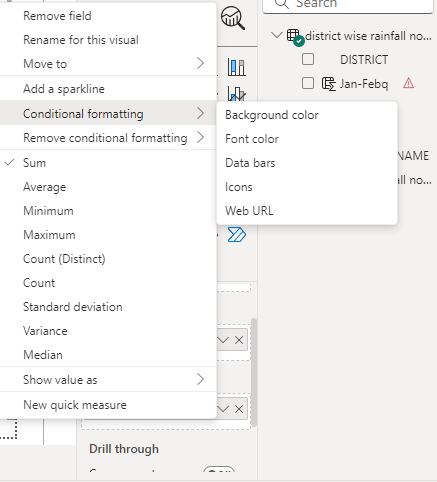 Remove field
Rename for this visual
Move to
Add a sparkline
Conditional formatting
Remove conditional formatting
Sum
Average
Minimum
Maximum
Count (Distinct)
Count
Standard deviation
Variance
Median
Show value as
New quick measure
Background color
Font color
Data bars
Icons
Web URL
Drill through
Search
district wise rainfall no...
DISTRICT
Jan-Febq
NAME
all no...